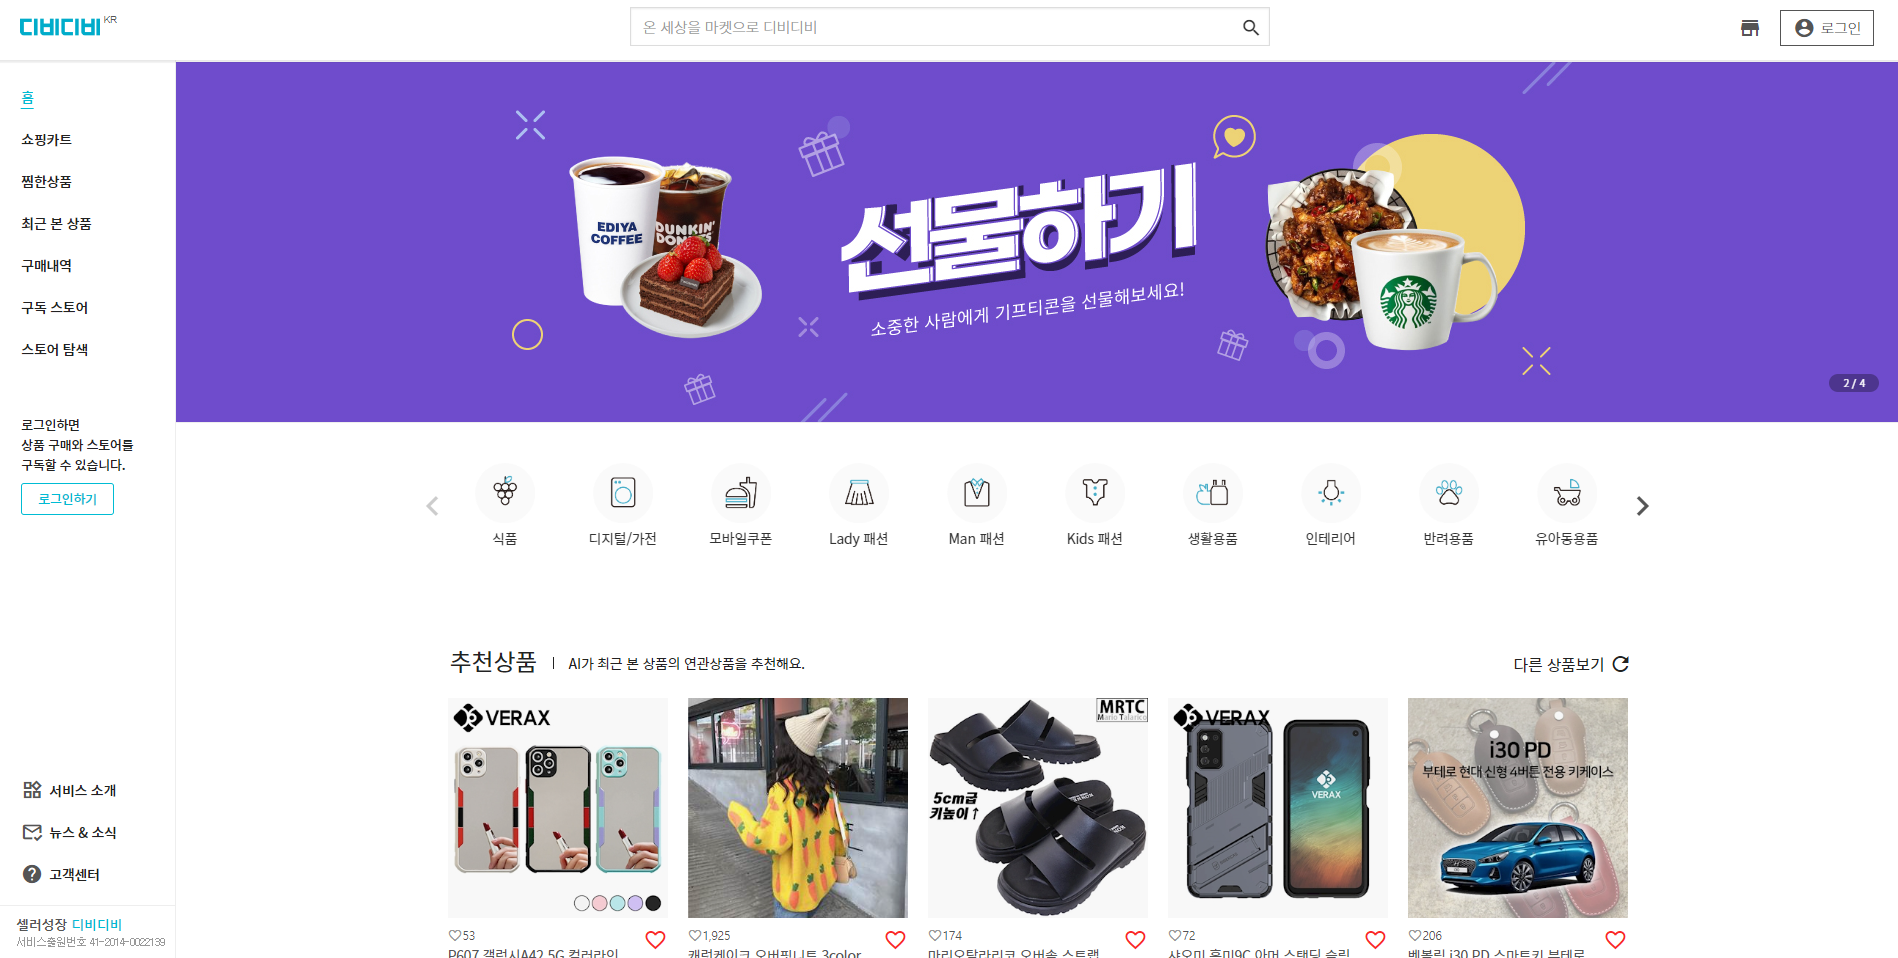 디비디비 KR
온 세상을 마켓으로 디비디비
로그인
홈
쇼핑카트
찜한상품
최근 본 상품
구매내역
구독 스토어
스토어 탐색
로그인하면
상품 구매와 스토어를
구독할 수 있습니다.
로그인하기
서비스 소개
뉴스 & 소식
고객센터
셀러성장 디비디비
서비스출원번호 41-2014-0022139
EDIYA
COFFEE
DUNKIN'
DONUTS
선물하기
소중한 사람에게 기프티콘을 선물해보세요!
2 / 4
식품
디지털/가전
모바일쿠폰
Lady 패션
Man 패션
Kids 패션
생활용품
인테리어
반려용품
유아동용품
추천상품
AI가 최근 본 상품의 연관상품을 추천해요.
다른 상품보기
VERAX
MRTC
Mario Talarico
5cm급
키높이↑
VERAX
VERAX
i30 PD
부테로 현대 신형 4버튼 전용 키케이스
53
1,925
174
72
206
P607 갤럭시A42 5G 컬러라인
캐럿케이크 오버핏니트 3color
마리오탈라리코 오버솔 스트랩
샤오미 홍미9C 아머 스탠딩 슬림
벤볼릭 i30 PD 스마트키 부테로